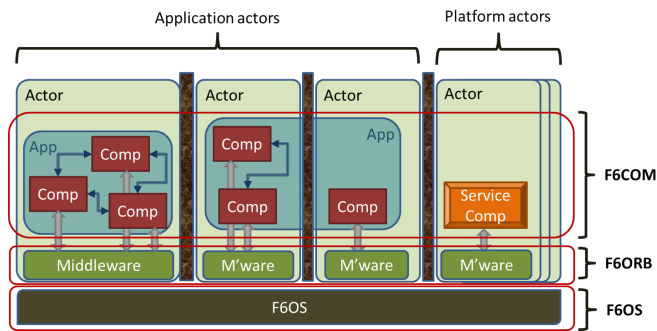 Application actors
Platform actors
Actor
Actor
Actor
Actor
App
Comp
Comp
Comp
Comp
App
Comp
Comp
Service
Comp
F6COM
Middleware
M'ware
M'ware
M'ware
F6ORB
F6OS
F6OS